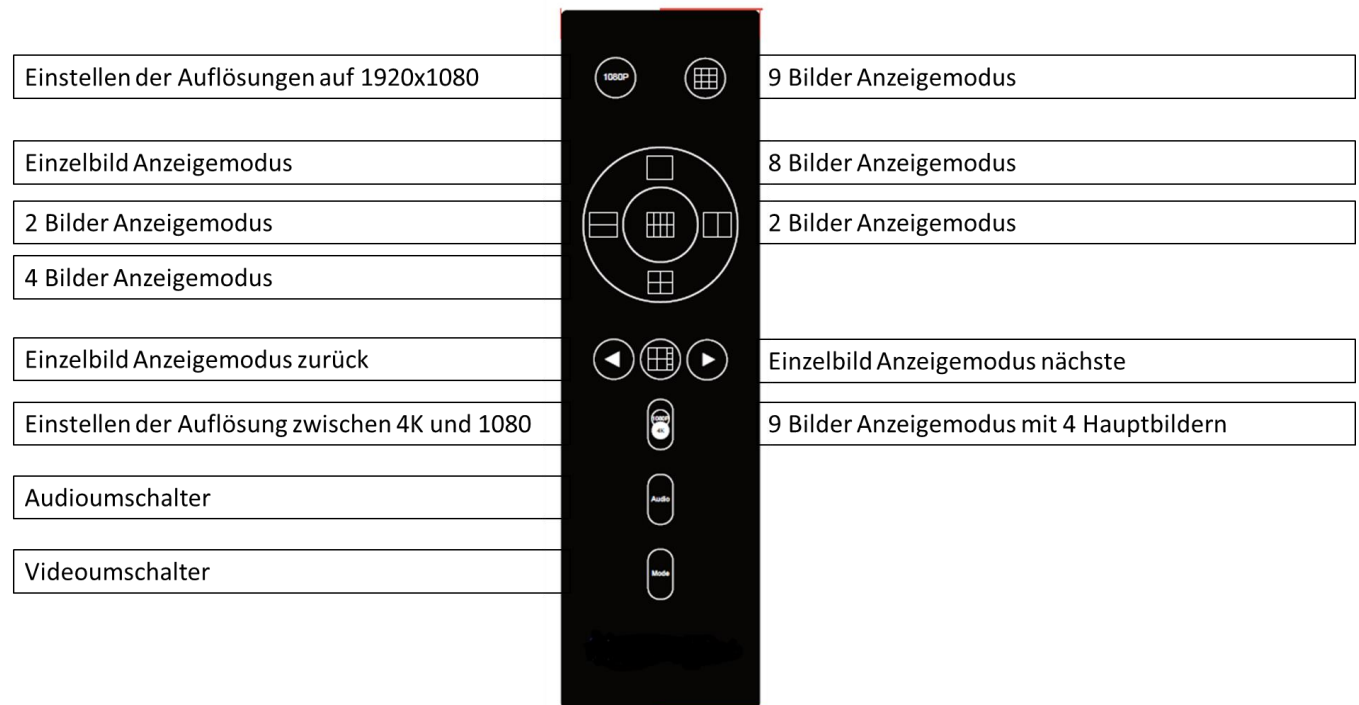 Einstellen der Auflösungen auf 1920x1080
1080P
9 Bilder Anzeigemodus
Einzelbild Anzeigemodus
8 Bilder Anzeigemodus
2 Bilder Anzeigemodus
2 Bilder Anzeigemodus
4 Bilder Anzeigemodus
Einzelbild Anzeigemodus zurück
Einzelbild Anzeigemodus nächste
Einstellen der Auflösung zwischen 4K und 1080
1080P
4K
9 Bilder Anzeigemodus mit 4 Hauptbildern
Audioumschalter
Audio
Videoumschalter
Mode